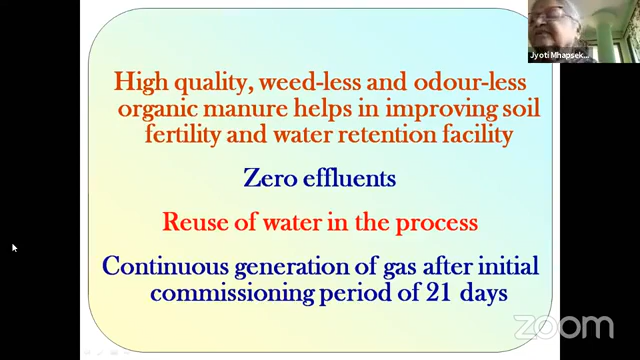 Jyoti Mhapsek...
High quality, weed-less and odour-less
organic manure helps in improving soil
fertility and water retention facility
Zero effluents
Reuse of water in the process
Continuous generation of gas after initial
commissioning period of 21 days
zoom